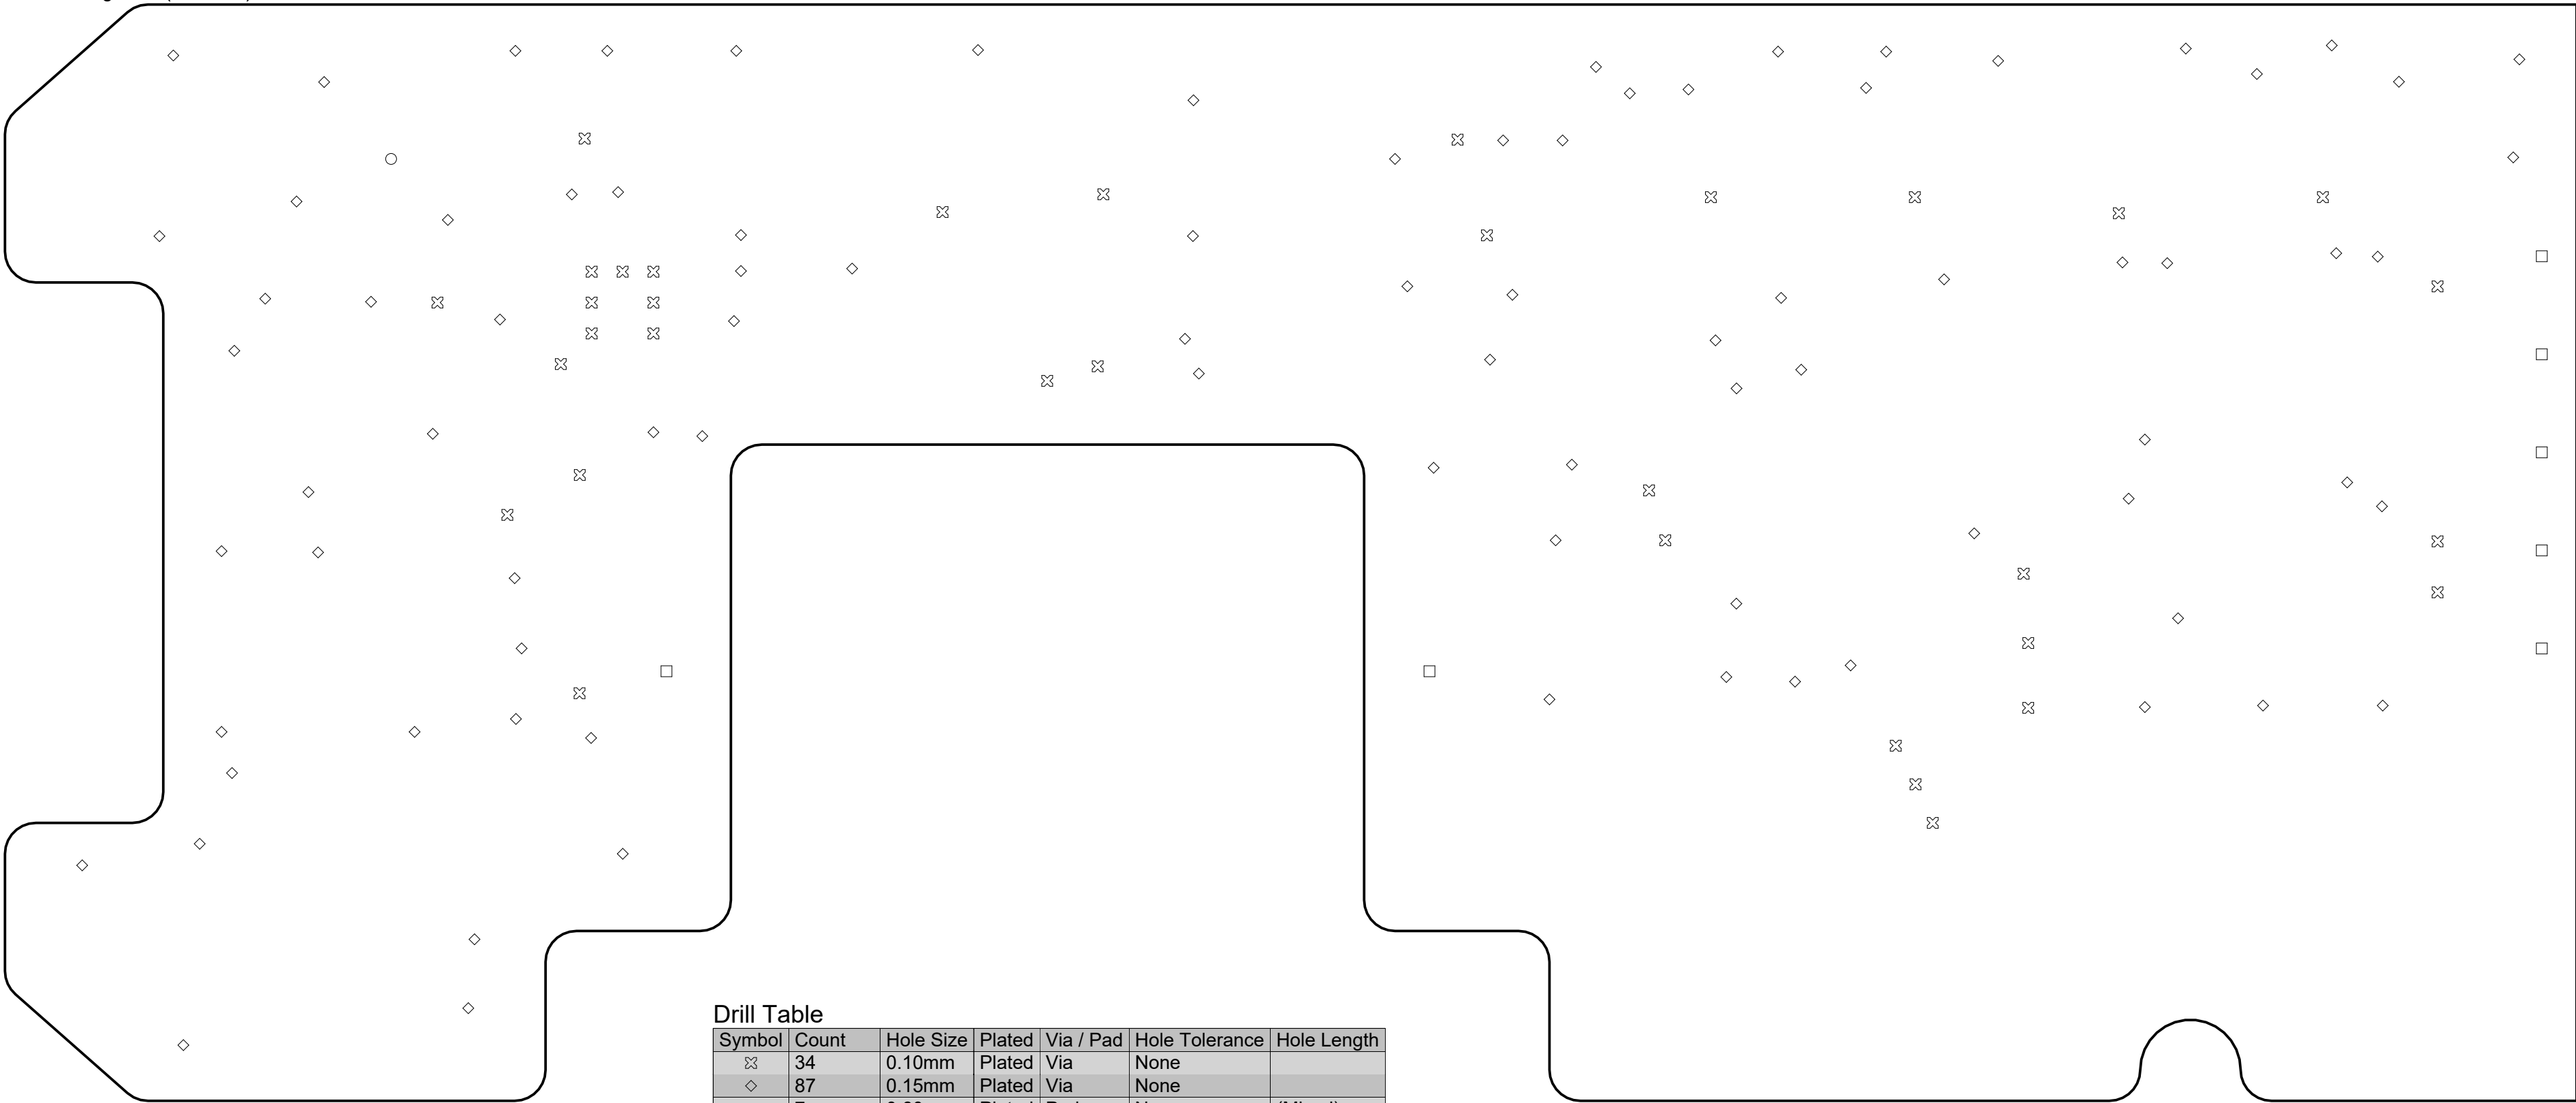 Drill Table
Symbol Count Hole Size Plated Via / Pad Hole Tolerance Hole Length
34 0.10mm Plated Via None
87 0.15mm Plated Via None